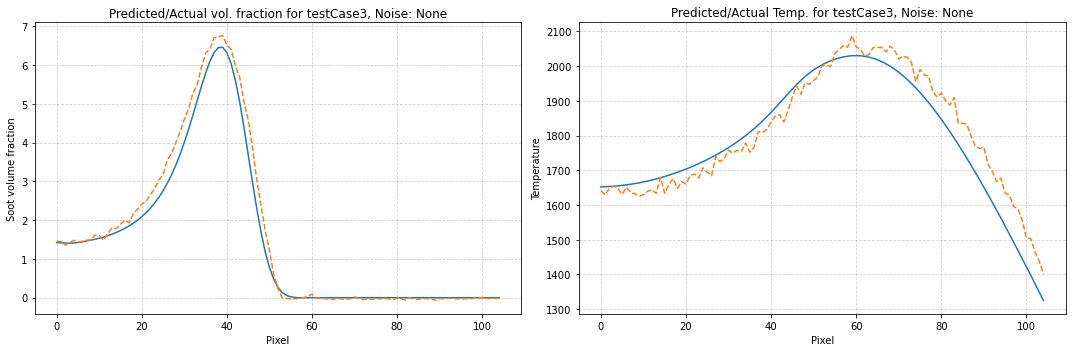 Predicted/Actual vol. fraction for testCase3, Noise: None
Soot volume fraction
7
6
5
4
3
2
1
0
0 20 40 60 80 100
Pixel
Predicted/Actual Temp. for testCase3, Noise: None
Temperature
2100
2000
1900
1800
1700
1600
1500
1400
1300
0 20 40 60 80 100
Pixel